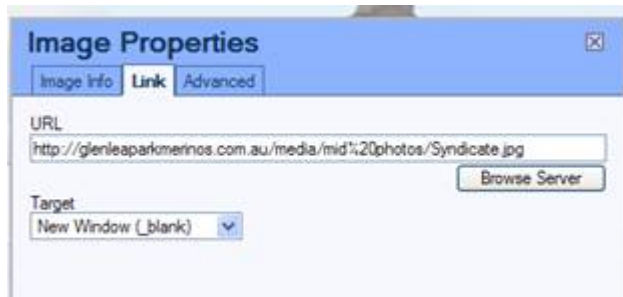 Image Properties
Image Info Link Advanced
URL
http://glenleaparkmerinos.com.au/media/mid%20photos/Syndicate.jpg
Browse Server
Target
New Window (_blank)